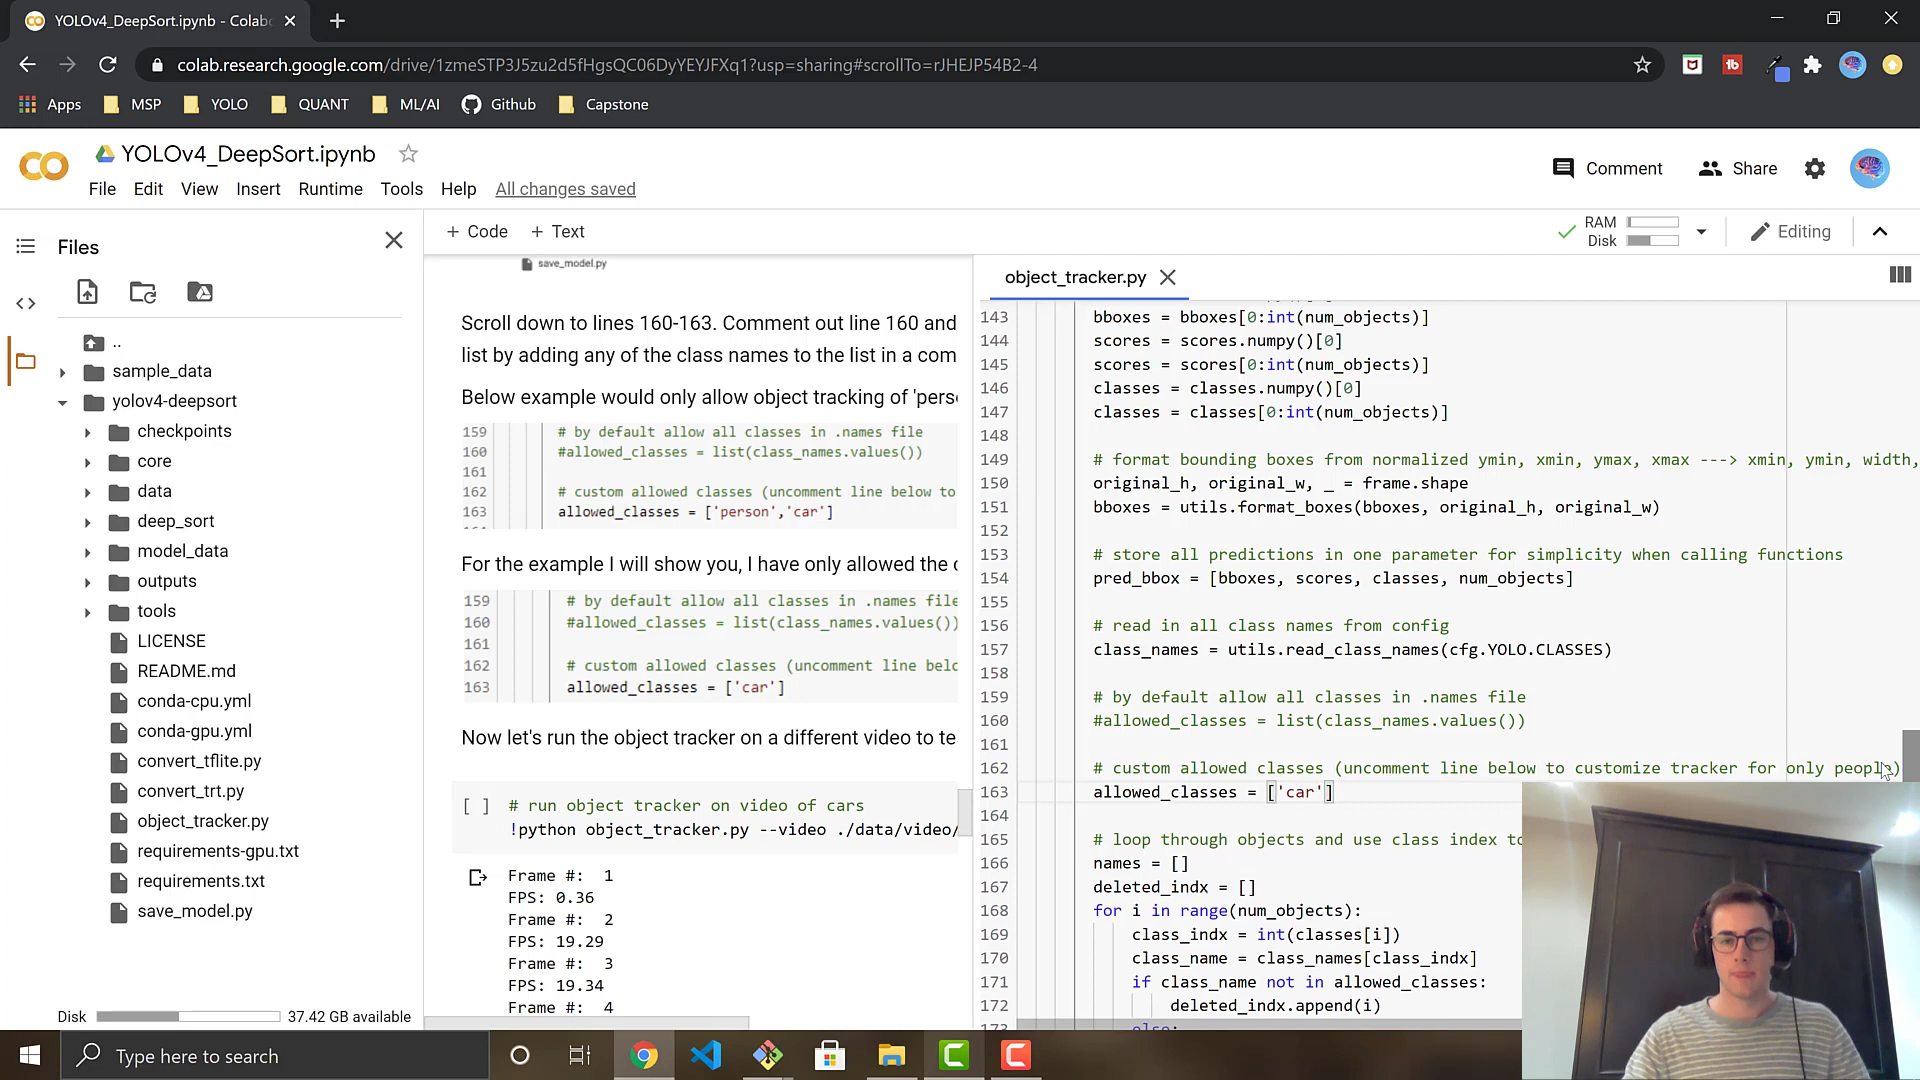 YOLOv4_DeepSort.ipynb - Colab
colab.research.google.com/drive/1zmeSTP3J5zu2d5fHgsQC06DyYEYJFXq1?usp=sharing#scrollTo=rJHEJP54B2-4
Apps MSP YOLO QUANT ML/AI Github Capstone
YOLOv4_DeepSort.ipynb
Comment Share
File Edit View Insert Runtime Tools Help All changes saved
+ Code + Text
RAM
Disk
Editing
Files
..
sample_data
yolov4-deepsort
checkpoints
core
data
deep_sort
model_data
outputs
tools
LICENSE
README.md
conda-cpu.yml
conda-gpu.yml
convert_tflite.py
convert_trt.py
object_tracker.py
requirements-gpu.txt
requirements.txt
save_model.py
Disk 37.42 GB available
save_model.py
Scroll down to lines 160-163. Comment out line 160 and
list by adding any of the class names to the list in a com
Below example would only allow object tracking of 'pers
159 # by default allow all classes in .names file
160 #allowed_classes = list(class_names.values())
161
162 # custom allowed classes (uncomment line below to
163 allowed_classes = ['person','car']
For the example I will show you, I have only allowed the
159 # by default allow all classes in .names file
160 #allowed_classes = list(class_names.values())
161
162 # custom allowed classes (uncomment line belo
163 allowed_classes = ['car']
Now let's run the object tracker on a different video to te
[ ] # run object tracker on video of cars
!python object_tracker.py --video ./data/video/
Frame #: 1
FPS: 0.36
Frame #: 2
FPS: 19.29
Frame #: 3
FPS: 19.34
Frame #: 4
object_tracker.py
143 bboxes = bboxes[0:int(num_objects)]
144 scores = scores.numpy()[0]
145 scores = scores[0:int(num_objects)]
146 classes = classes.numpy()[0]
147 classes = classes[0:int(num_objects)]
148
149 # format bounding boxes from normalized ymin, xmin, ymax, xmax ---> xmin, ymin, width,
150 original_h, original_w, _ = frame.shape
151 bboxes = utils.format_boxes(bboxes, original_h, original_w)
152
153 # store all predictions in one parameter for simplicity when calling functions
154 pred_bbox = [bboxes, scores, classes, num_objects]
155
156 # read in all class names from config
157 class_names = utils.read_class_names(cfg.YOLO.CLASSES)
158
159 # by default allow all classes in .names file
160 #allowed_classes = list(class_names.values())
161
162 # custom allowed classes (uncomment line below to customize tracker for only people)
163 allowed_classes = ['car']
164
165 # loop through objects and use class index to
166 names = []
167 deleted_indx = []
168 for i in range(num_objects):
169 class_indx = int(classes[i])
170 class_name = class_names[class_indx]
171 if class_name not in allowed_classes:
172 deleted_indx.append(i)
173 else:
Type here to search